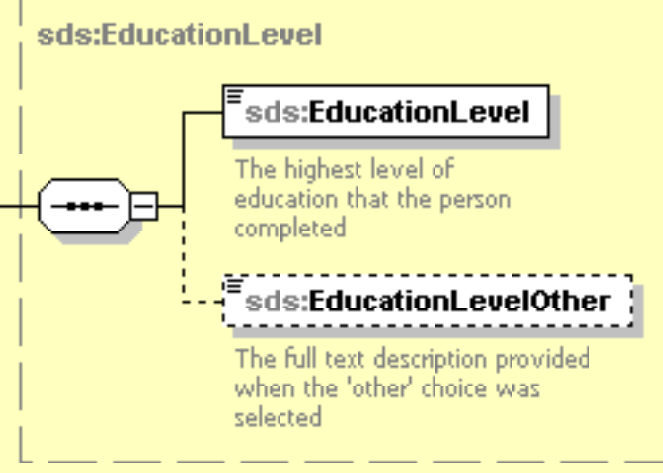 sds:EducationLevel
sds:EducationLevel
The highest level of
education that the person
completed
sds:EducationLevelOther
The full text description provided
when the 'other' choice was
selected